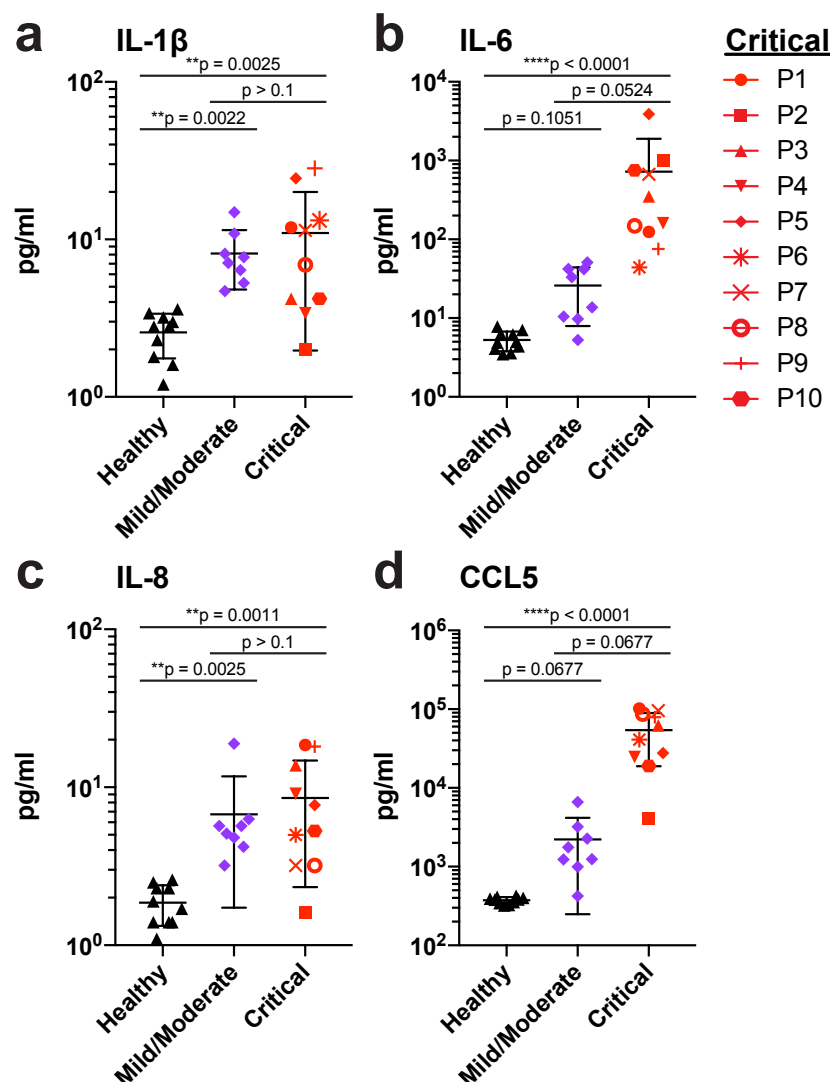 a IL-1β
**p = 0.0025
p > 0.1
**p = 0.0022
10²
10¹
10⁰
pg/ml
Healthy
Mild/Moderate
Critical
b IL-6
****p < 0.0001
p = 0.0524
p = 0.1051
10⁴
10³
10²
10¹
10⁰
pg/ml
Healthy
Mild/Moderate
Critical
Critical
P1
P2
P3
P4
P5
P6
P7
P8
P9
P10
c IL-8
**p = 0.0011
p > 0.1
**p = 0.0025
10²
10¹
10⁰
pg/ml
Healthy
Mild/Moderate
Critical
d CCL5
****p < 0.0001
p = 0.0677
p = 0.0677
10⁶
10⁵
10⁴
10³
10²
pg/ml
Healthy
Mild/Moderate
Critical